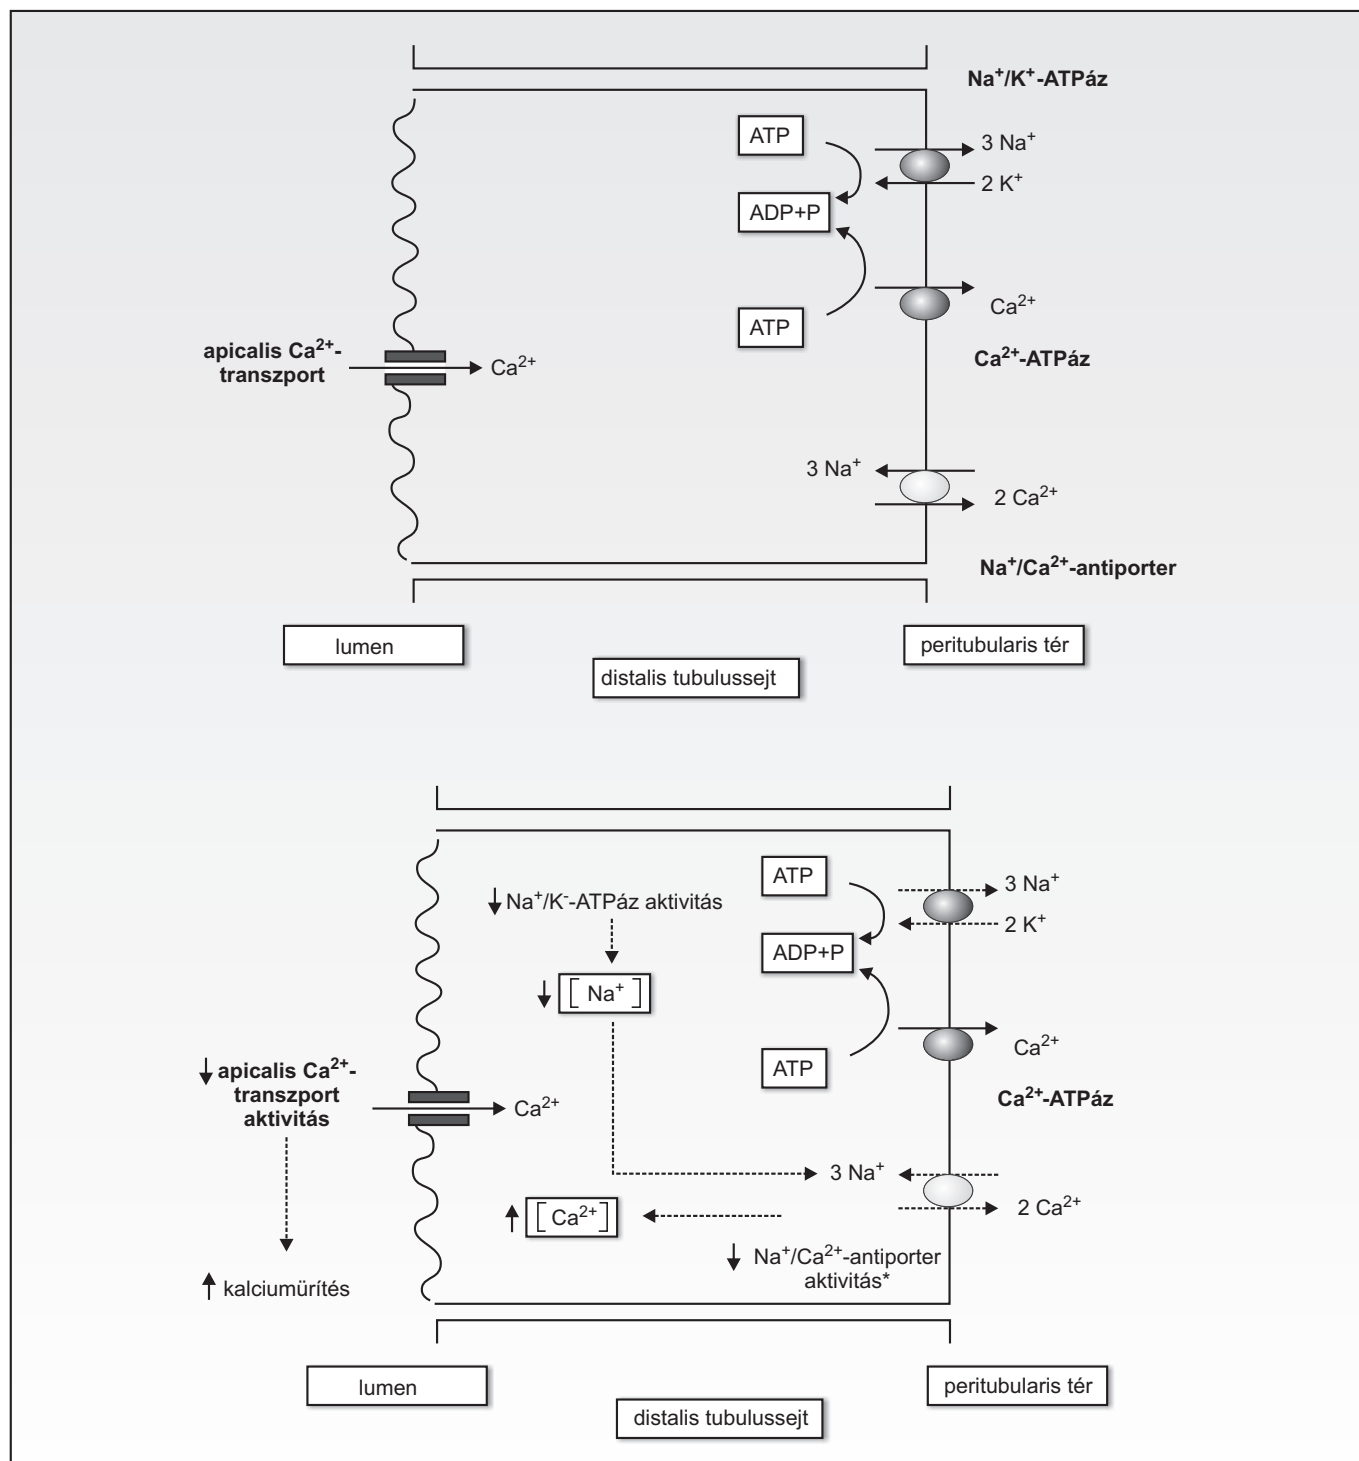 Na⁺/K⁺-ATPáz
ATP
3 Na⁺
2 K⁺
ADP+P
Ca²⁺
ATP
apicalis Ca²⁺-
transzport
Ca²⁺
Ca²⁺-ATPáz
3 Na⁺
2 Ca²⁺
Na⁺/Ca²⁺-antiporter
lumen
peritubularis tér
distalis tubulussejt
ATP
3 Na⁺
↓ Na⁺/K⁻-ATPáz aktivitás
2 K⁺
ADP+P
↓ [ Na⁺ ]
Ca²⁺
ATP
↓ apicalis Ca²⁺-
transzport
aktivitás
Ca²⁺
Ca²⁺-ATPáz
3 Na⁺
2 Ca²⁺
↑ [ Ca²⁺ ]
↓ Na⁺/Ca²⁺-antiporter
aktivitás*
↑ kalciumürítés
lumen
peritubularis tér
distalis tubulussejt